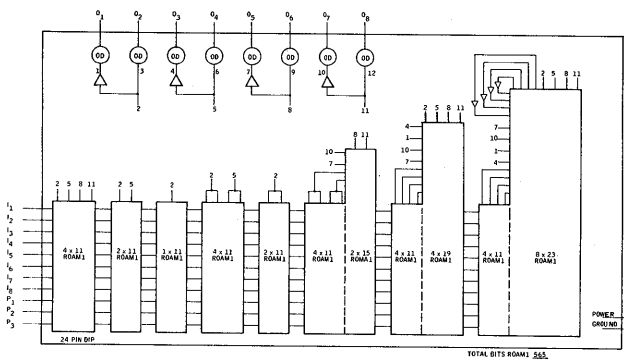 O1 O2 O3 O4 O5 O6 O7 O8
OD OD OD OD OD OD OD OD
1 3 4 6 7 9 10 12
2 5 8 11
2 5 8 11
10
7
1
4
8 11
10
7
2 5 8 11
4
1
10
7
2 5 8 11
2 5
2
2 5
2
I1
I2
I3
I4
I5
I6
I7
I8
P1
P2
P3
4 x 11 ROAM1
2 x 11 ROAM1
1 x 11 ROAM1
4 x 11 ROAM1
2 x 11 ROAM1
4 x 11 ROAM1
2 x 15 ROMA 1
4 x 11 ROAM1
4 x 19 ROAM1
4 x 11 ROAM1
8 x 23 ROAM1
POWER
GROUND
24 PIN DIP
TOTAL BITS ROAM1 565